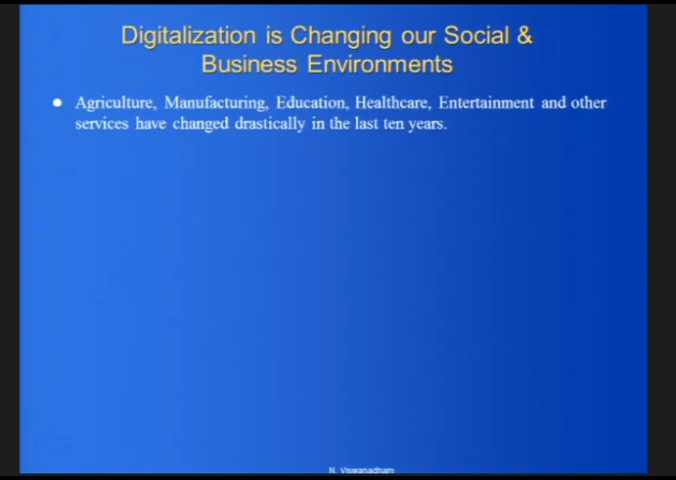 Digitalization is Changing our Social &
Business Environments
● Agriculture, Manufacturing, Education, Healthcare, Entertainment and other
services have changed drastically in the last ten years.
N. Viswanadham